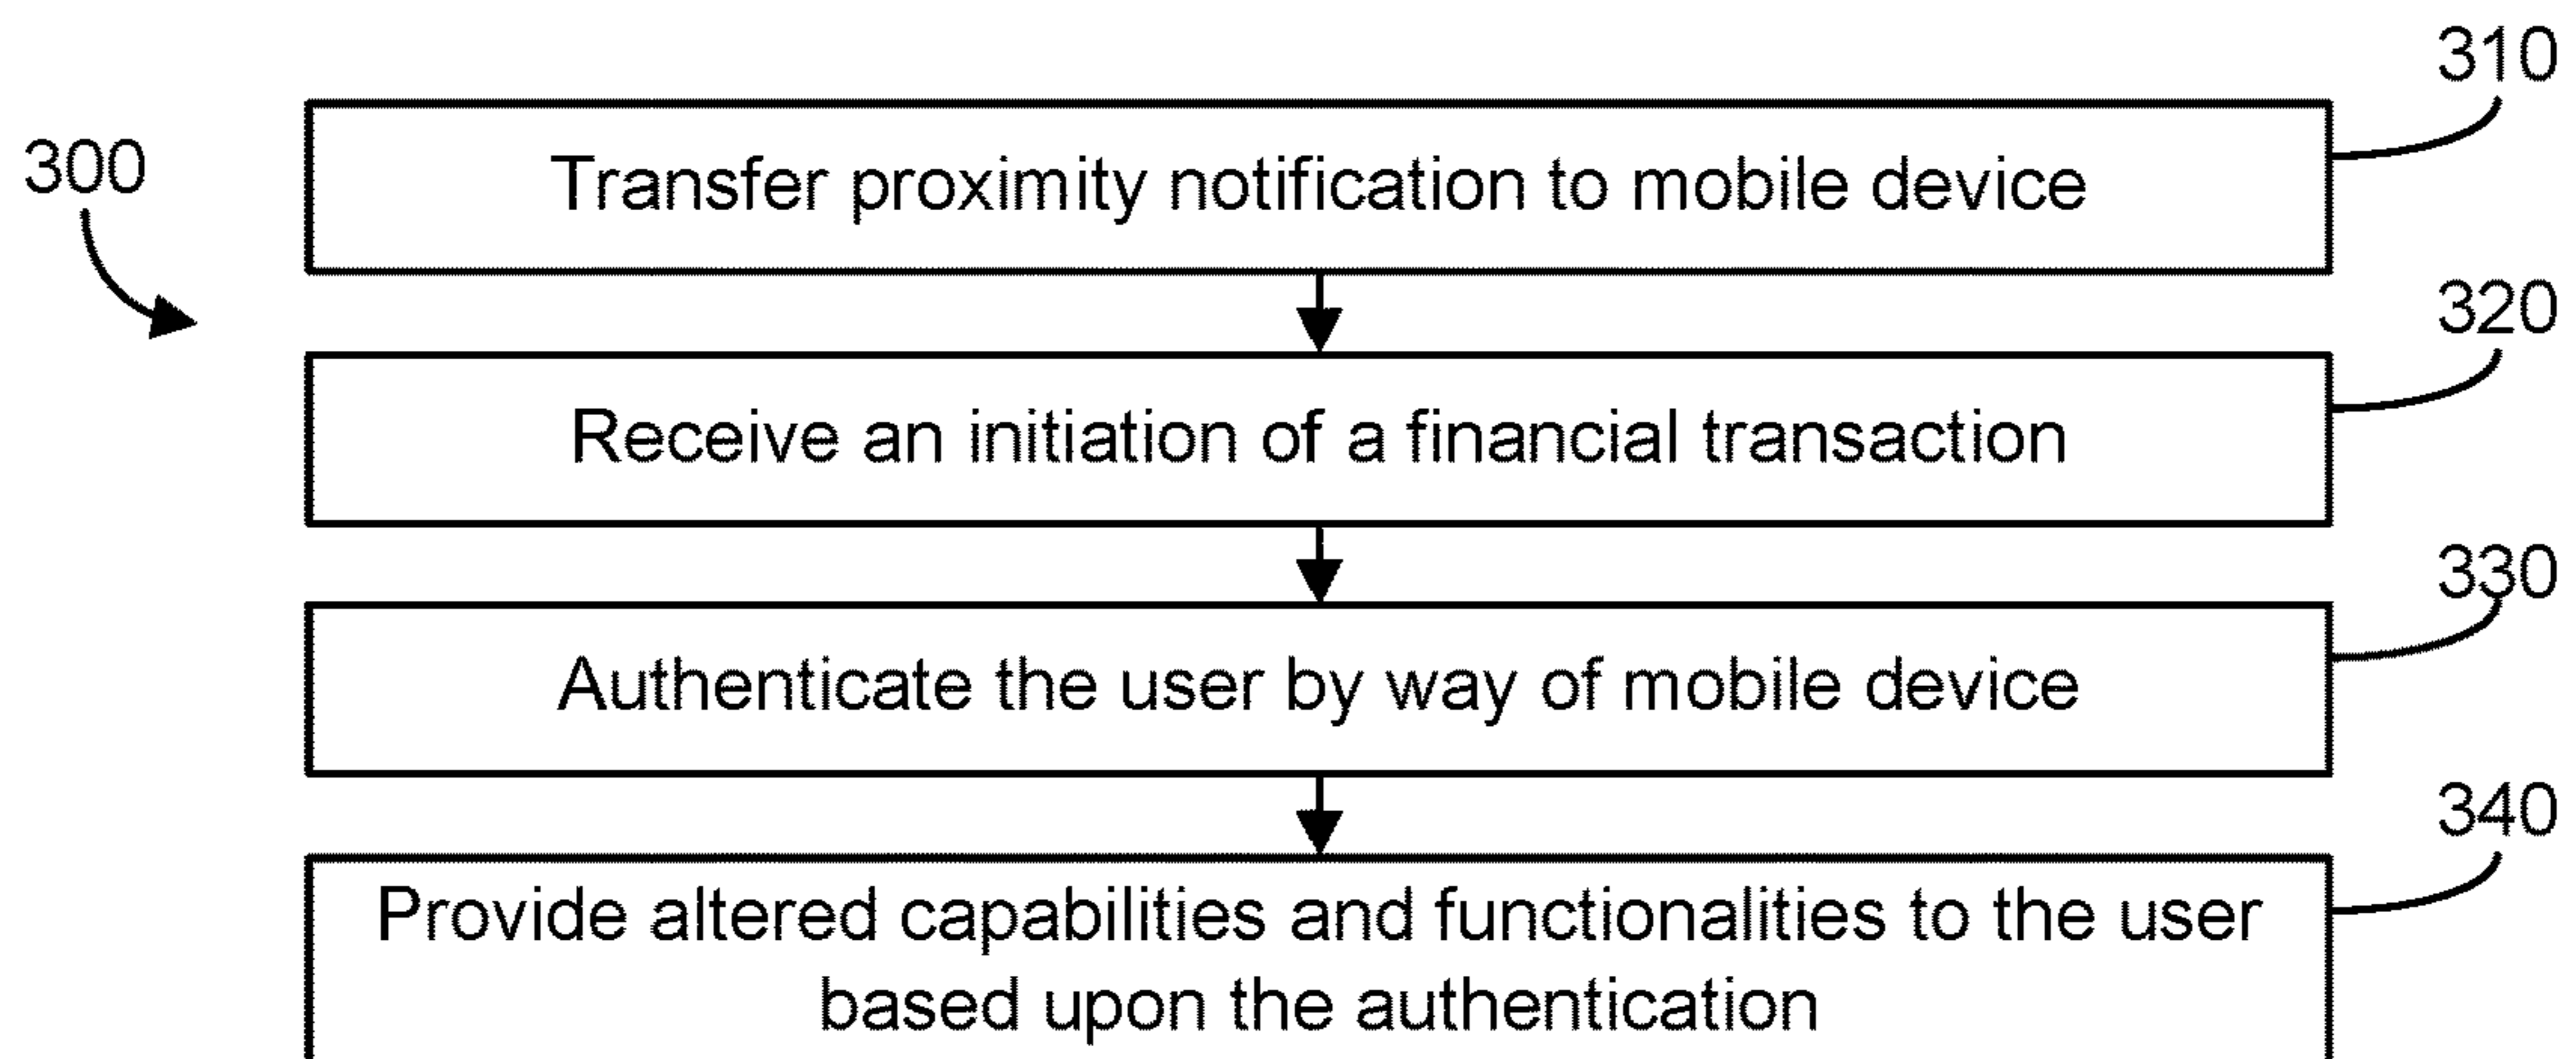 310
300
Transfer proximity notification to mobile device
320
Receive an initiation of a financial transaction
330
Authenticate the user by way of mobile device
340
Provide altered capabilities and functionalities to the user
based upon the authentication